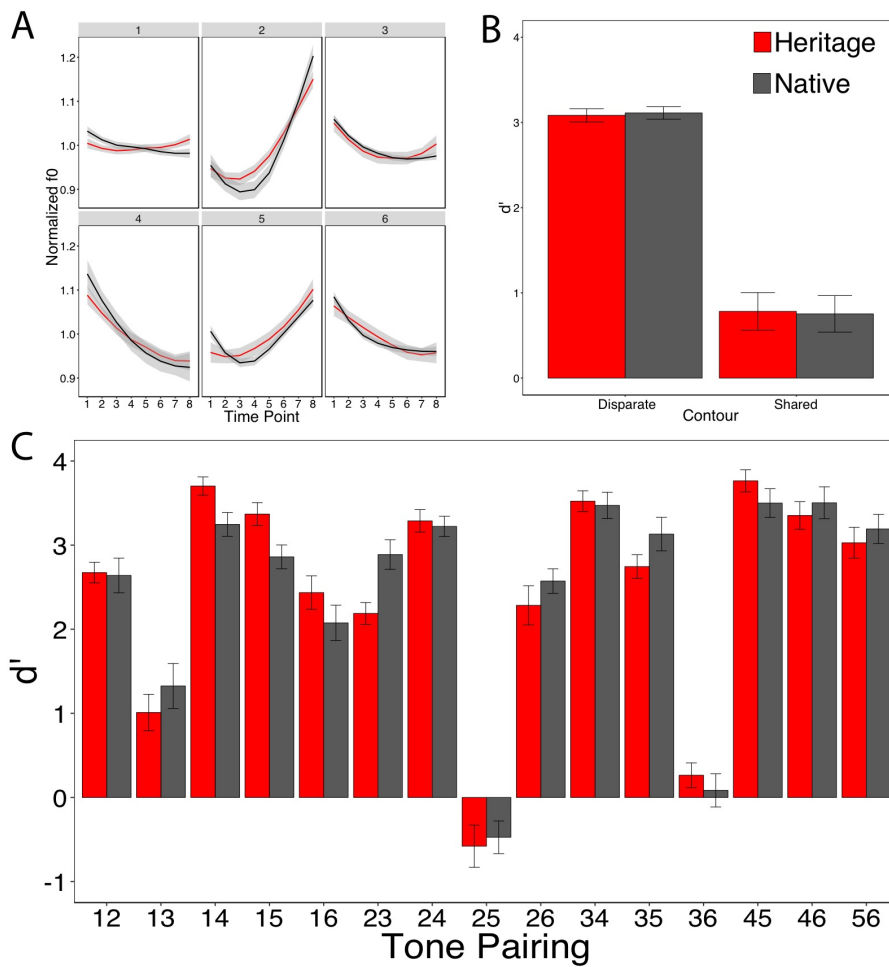 A
1 2 3
1.2
1.1
1.0
0.9
4 5 6
1.2
1.1
1.0
0.9
Normalized f0
1 2 3 4 5 6 7 8 1 2 3 4 5 6 7 8 1 2 3 4 5 6 7 8
Time Point
B
Heritage
Native
4
3
2
1
0
d'
Disparate Shared
Contour
C
4
3
2
1
0
-1
d'
12 13 14 15 16 23 24 25 26 34 35 36 45 46 56
Tone Pairing